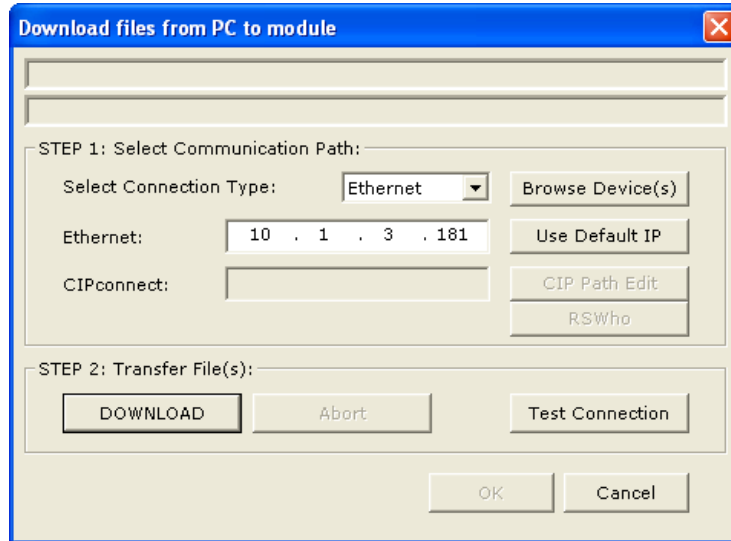 Download files from PC to module
STEP 1: Select Communication Path:
Select Connection Type: Ethernet Browse Device(s)
Ethernet: 10 . 1 . 3 . 181 Use Default IP
CIPconnect: CIP Path Edit
RSWho
STEP 2: Transfer File(s):
DOWNLOAD Abort Test Connection
OK Cancel